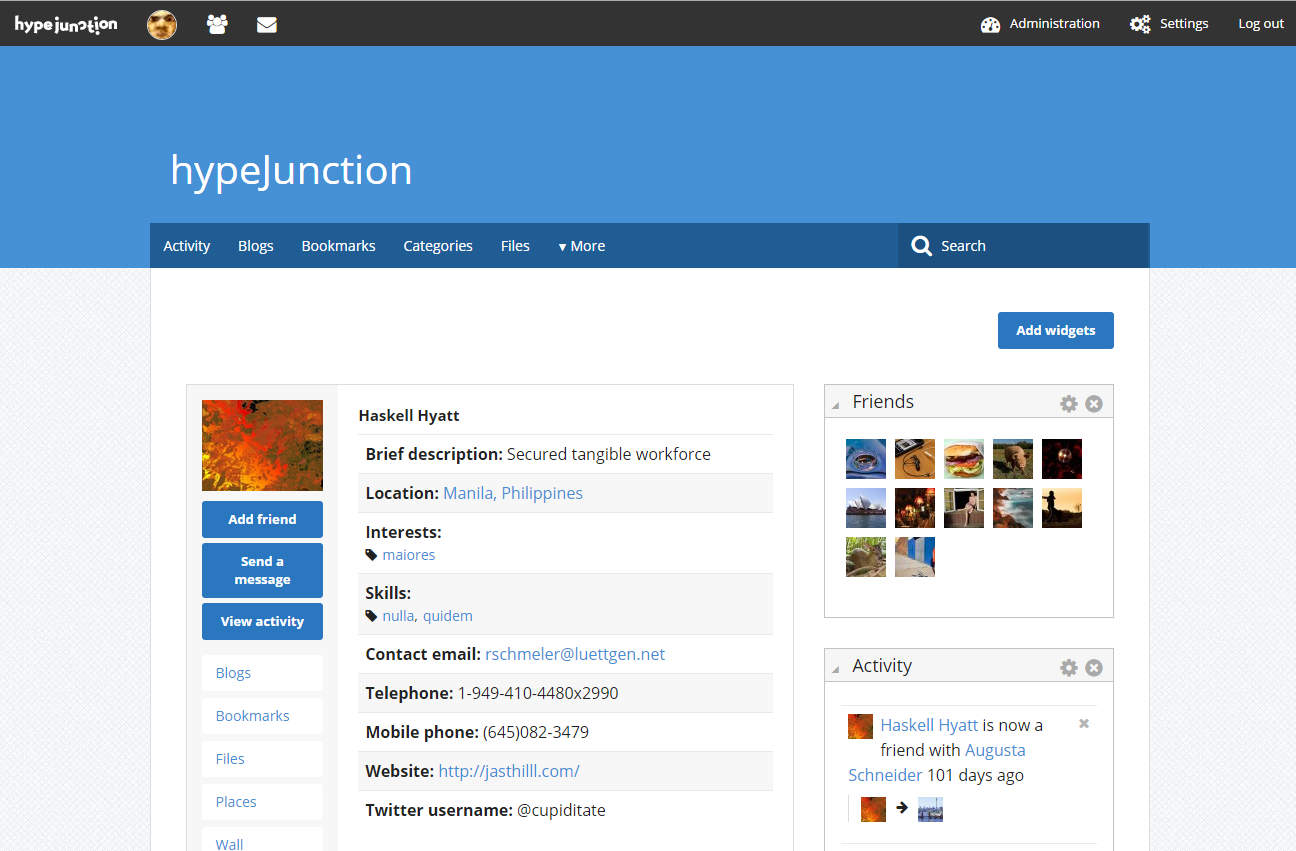 hypejunction
Administration
Settings
Log out
hypeJunction
Activity
Blogs
Bookmarks
Categories
Files
▾ More
Search
Add widgets
Add friend
Send a
message
View activity
Blogs
Bookmarks
Files
Places
Wall
Haskell Hyatt
Brief description: Secured tangible workforce
Location: Manila, Philippines
Interests:
maiores
Skills:
nulla, quidem
Contact email: rschmeler@luettgen.net
Telephone: 1-949-410-4480x2990
Mobile phone: (645)082-3479
Website: http://jasthilll.com/
Twitter username: @cupiditate
Friends
Activity
Haskell Hyatt is now a
friend with Augusta
Schneider 101 days ago